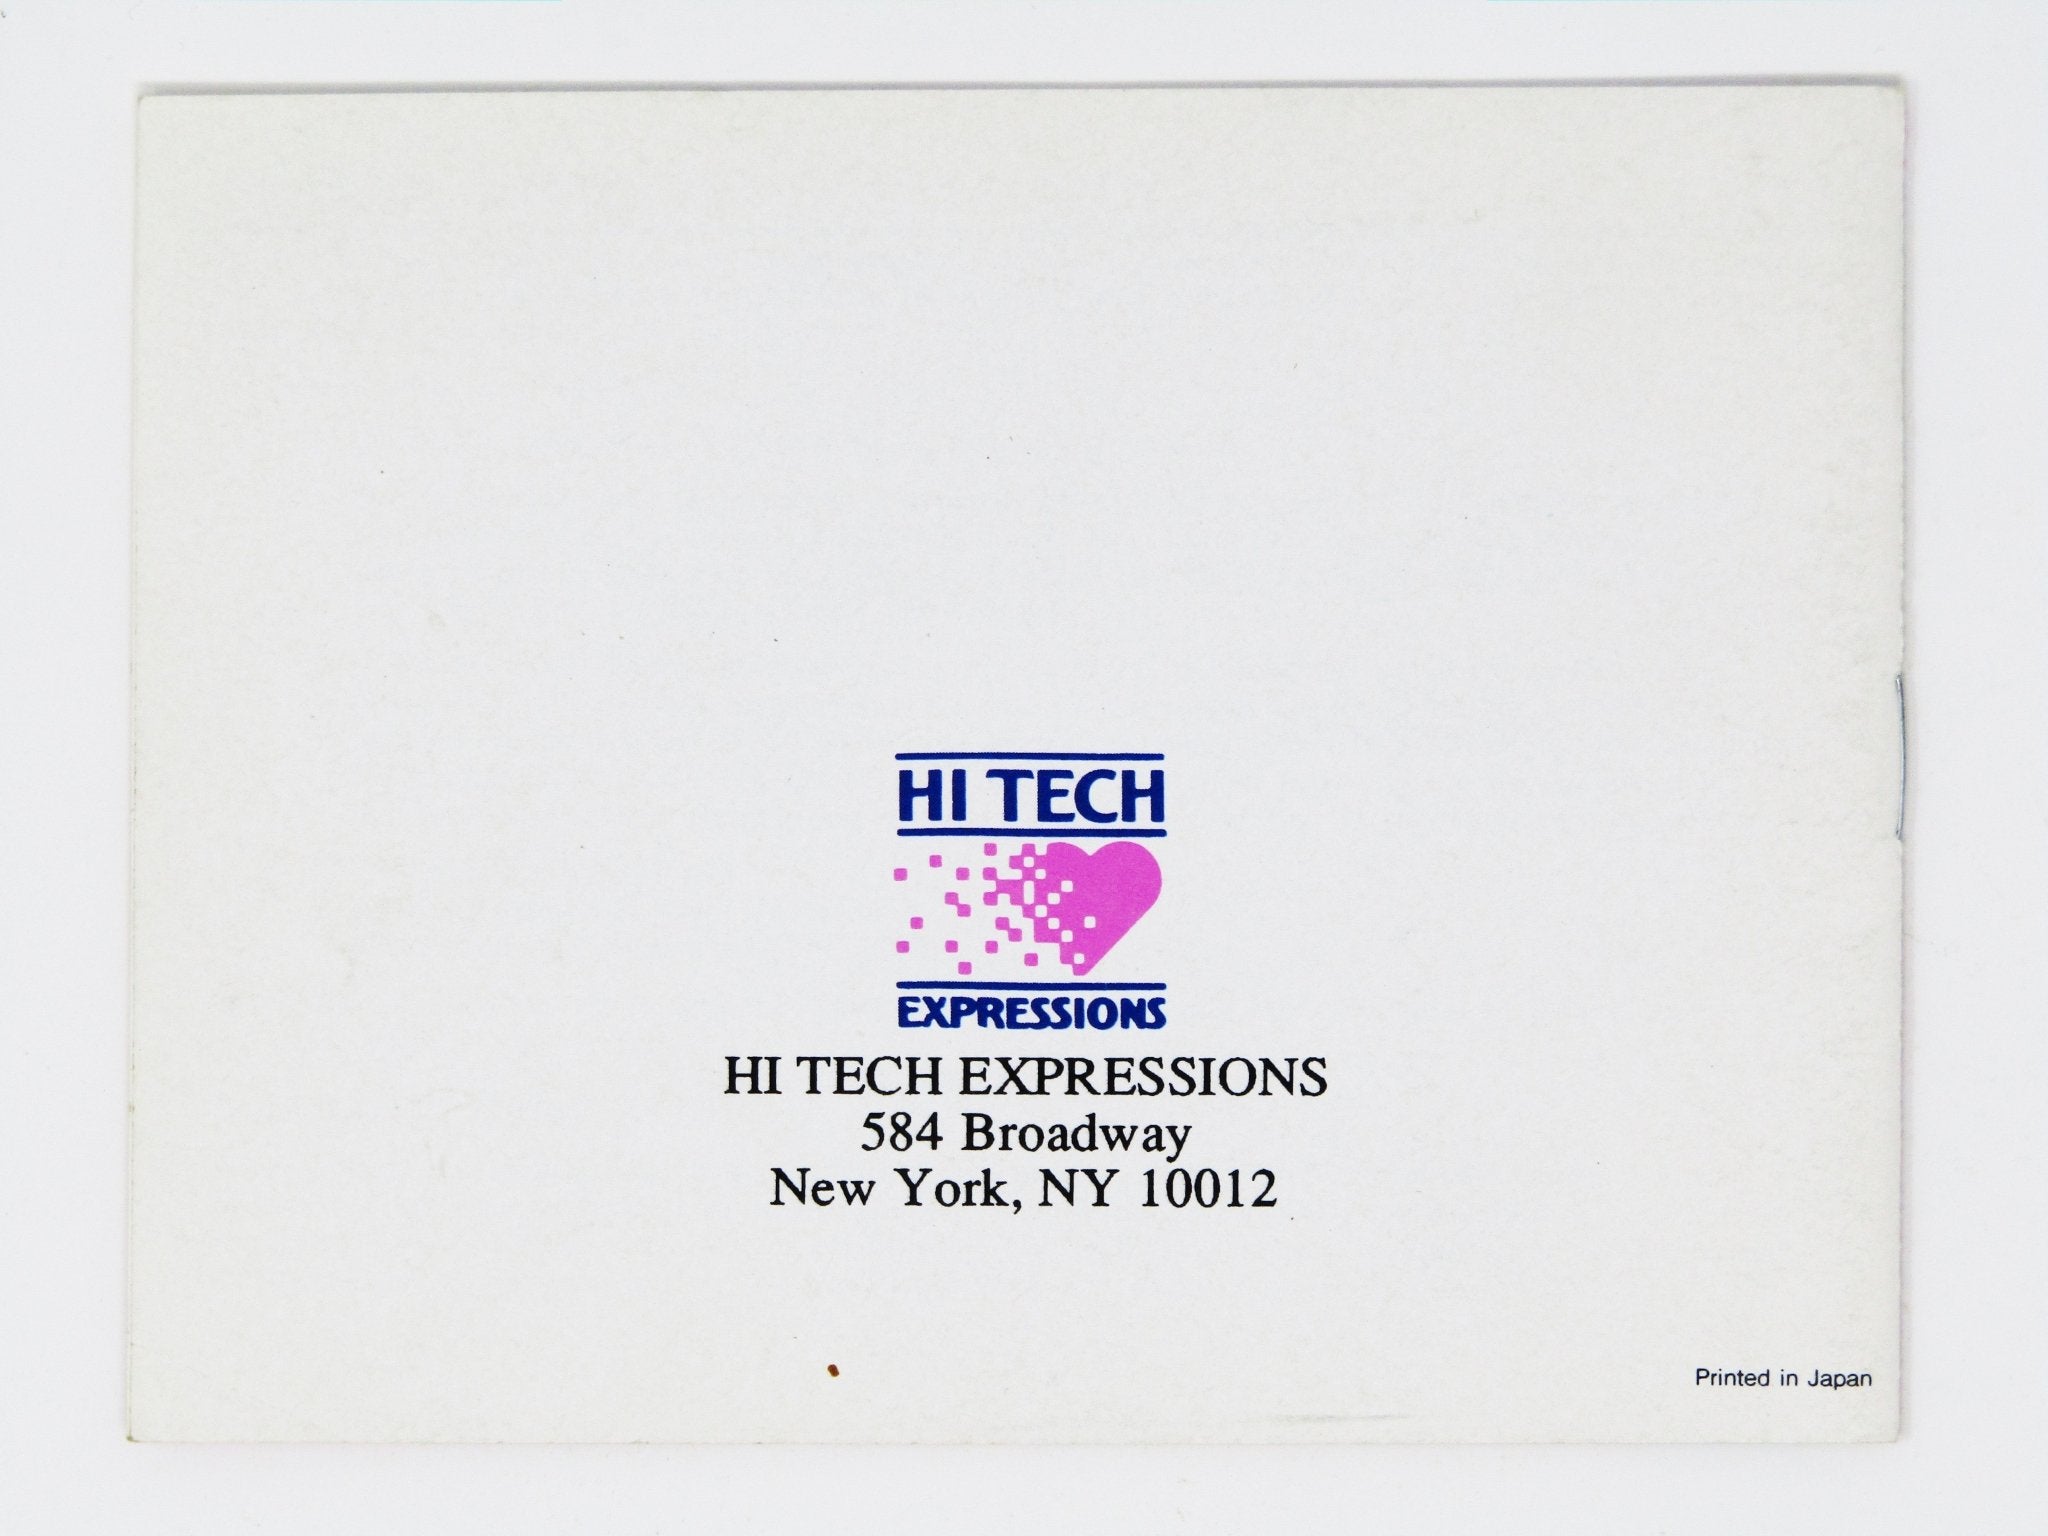 HI TECH
EXPRESSIONS
HI TECH EXPRESSIONS
584 Broadway
New York, NY 10012
Printed in Japan